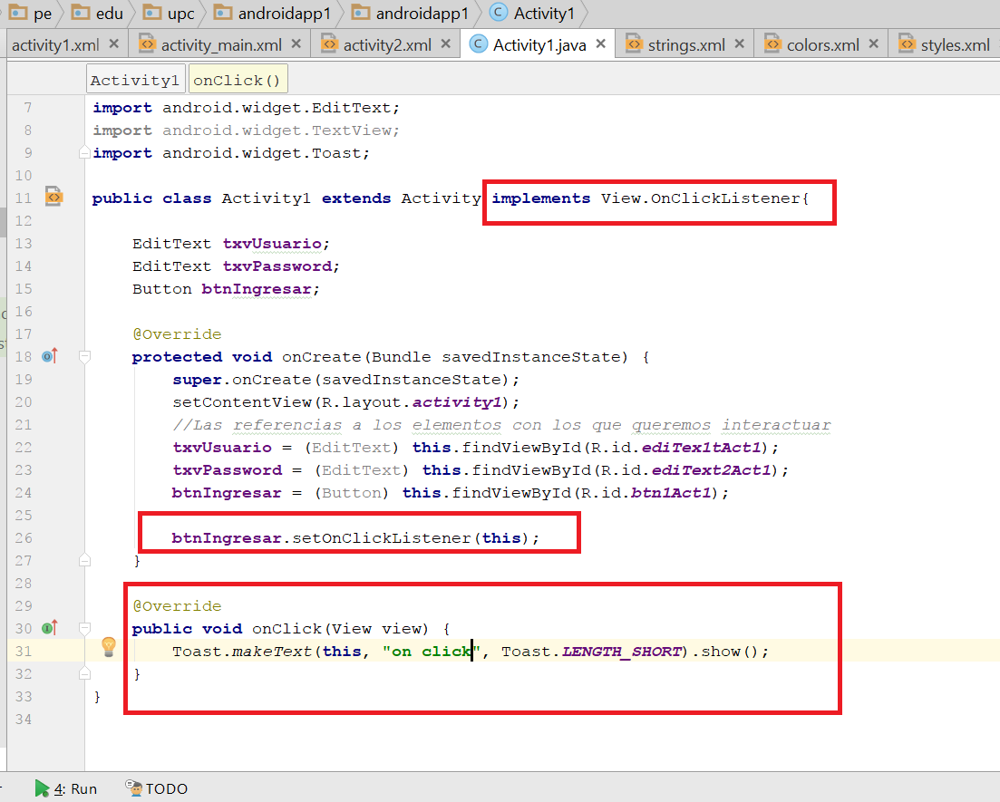 pe edu upc androidapp1 androidapp1 C Activity1
activity1.xml activity_main.xml activity2.xml C Activity1.java strings.xml colors.xml styles.xml
Activity1 onClick()
7 import android.widget.EditText;
8 import android.widget.TextView;
9 import android.widget.Toast;
10
11 public class Activity1 extends Activity implements View.OnClickListener{
12
13 EditText txvUsuario;
14 EditText txvPassword;
15 Button btnIngresar;
16
17 @Override
18 protected void onCreate(Bundle savedInstanceState) {
19 super.onCreate(savedInstanceState);
20 setContentView(R.layout.activity1);
21 //Las referencias a los elementos con los que queremos interactuar
22 txvUsuario = (EditText) this.findViewById(R.id.ediTex1tAct1);
23 txvPassword = (EditText) this.findViewById(R.id.ediText2Act1);
24 btnIngresar = (Button) this.findViewById(R.id.btn1Act1);
25
26 btnIngresar.setOnClickListener(this);
27 }
28
29 @Override
30 public void onClick(View view) {
31 Toast.makeText(this, "on click", Toast.LENGTH_SHORT).show();
32 }
33 }
34
4: Run TODO